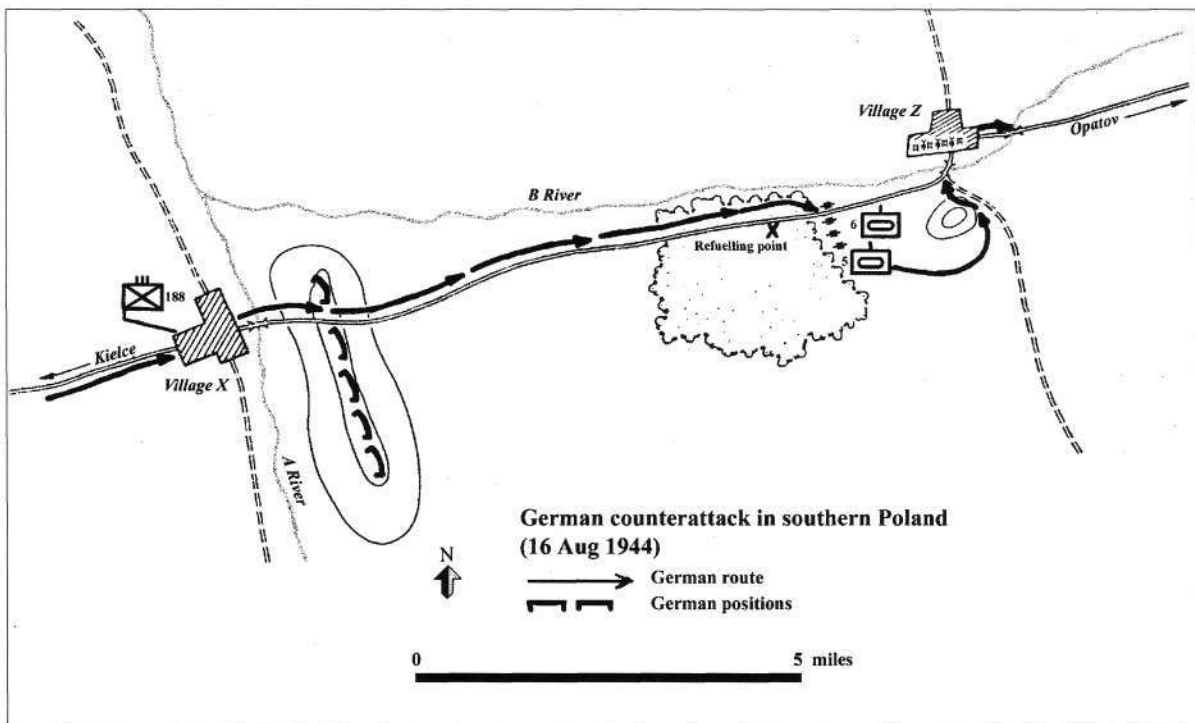 Village Z
Opatov
B River
6
Refuelling point
5
188
Kielce
Village X
A River
German counterattack in southern Poland
(16 Aug 1944)
N
German route
German positions
0 5 miles